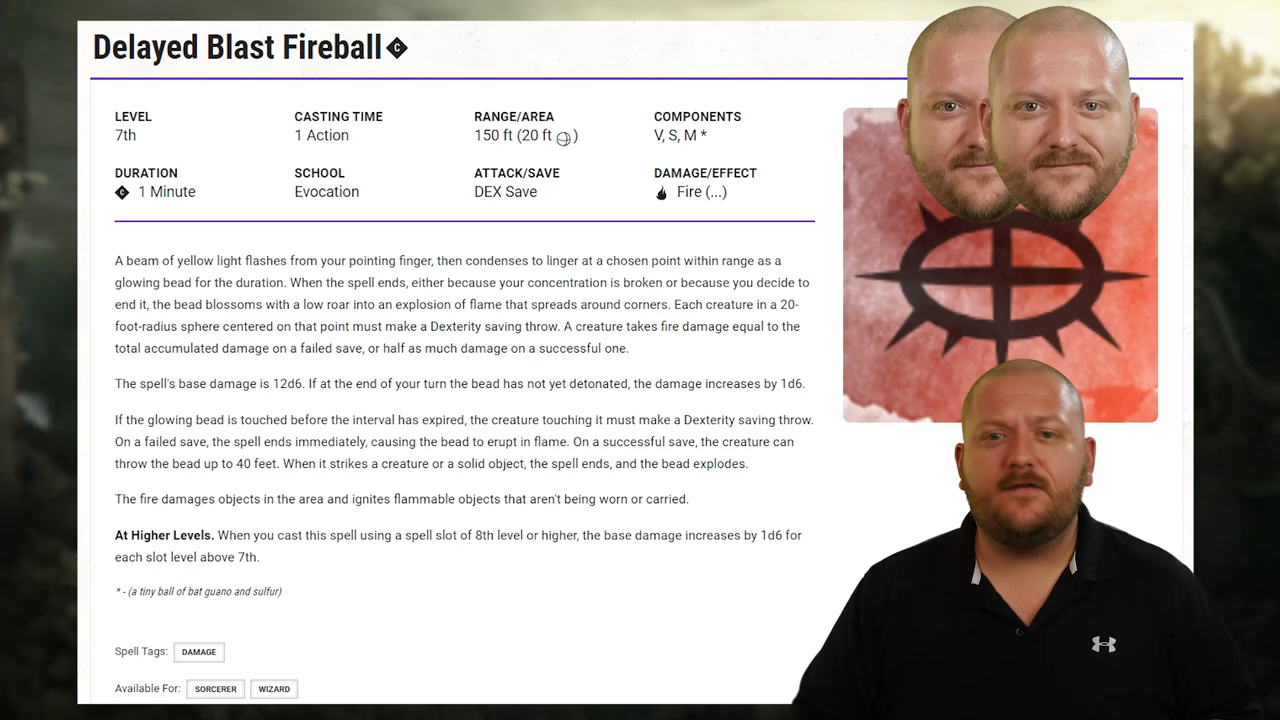 Delayed Blast Fireball C
LEVEL CASTING TIME RANGE/AREA COMPONENTS
7th 1 Action 150 ft (20 ft ) V, S, M *
DURATION SCHOOL ATTACK/SAVE DAMAGE/EFFECT
C 1 Minute Evocation DEX Save Fire (...)
A beam of yellow light flashes from your pointing finger, then condenses to linger at a chosen point within range as a
glowing bead for the duration. When the spell ends, either because your concentration is broken or because you decide to
end it, the bead blossoms with a low roar into an explosion of flame that spreads around corners. Each creature in a 20-
foot-radius sphere centered on that point must make a Dexterity saving throw. A creature takes fire damage equal to the
total accumulated damage on a failed save, or half as much damage on a successful one.
The spell's base damage is 12d6. If at the end of your turn the bead has not yet detonated, the damage increases by 1d6.
If the glowing bead is touched before the interval has expired, the creature touching it must make a Dexterity saving throw.
On a failed save, the spell ends immediately, causing the bead to erupt in flame. On a successful save, the creature can
throw the bead up to 40 feet. When it strikes a creature or a solid object, the spell ends, and the bead explodes.
The fire damages objects in the area and ignites flammable objects that aren't being worn or carried.
At Higher Levels. When you cast this spell using a spell slot of 8th level or higher, the base damage increases by 1d6 for
each slot level above 7th.
* - (a tiny ball of bat guano and sulfur)
Spell Tags: DAMAGE
Available For: SORCERER WIZARD